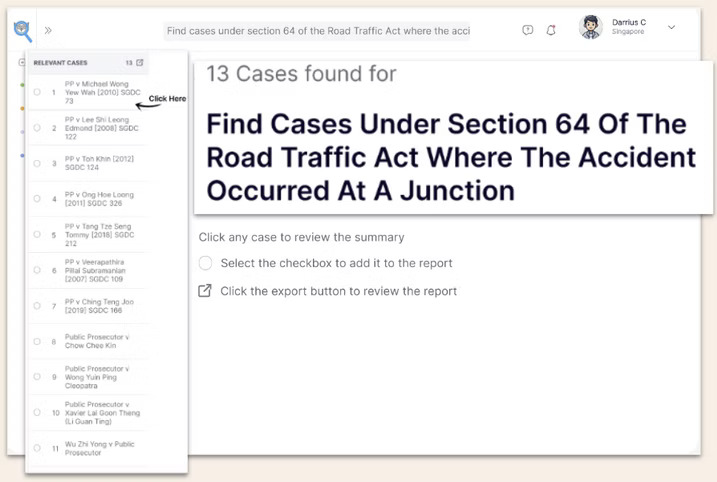 Find cases under section 64 of the Road Traffic Act where the acci
Darrius C
Singapore
RELEVANT CASES 13
1 PP v Michael Wong
Yew Wah [2010] SGDC
73
Click Here
2 PP v Lee Shi Leong
Edmond [2008] SGDC
122
3 PP v Toh Khin [2012]
SGDC 124
4 PP v Ong Hoe Loong
[2011] SGDC 326
5 PP v Tang Tze Seng
Tommy [2018] SGDC
212
6 PP v Veerapathira
Pillai Subramanian
[2007] SGDC 109
7 PP v Ching Teng Joo
[2019] SGDC 166
8 Public Prosecutor v
Chow Chee Kin
9 Public Prosecutor v
Wong Yuin Ping
Cleopatra
10 Public Prosecutor v
Xavier Lai Goon Theng
(Li Guan Ting)
11 Wu Zhi Yong v Public
Prosecutor
13 Cases found for
Find Cases Under Section 64 Of The
Road Traffic Act Where The Accident
Occurred At A Junction
Click any case to review the summary
Select the checkbox to add it to the report
Click the export button to review the report